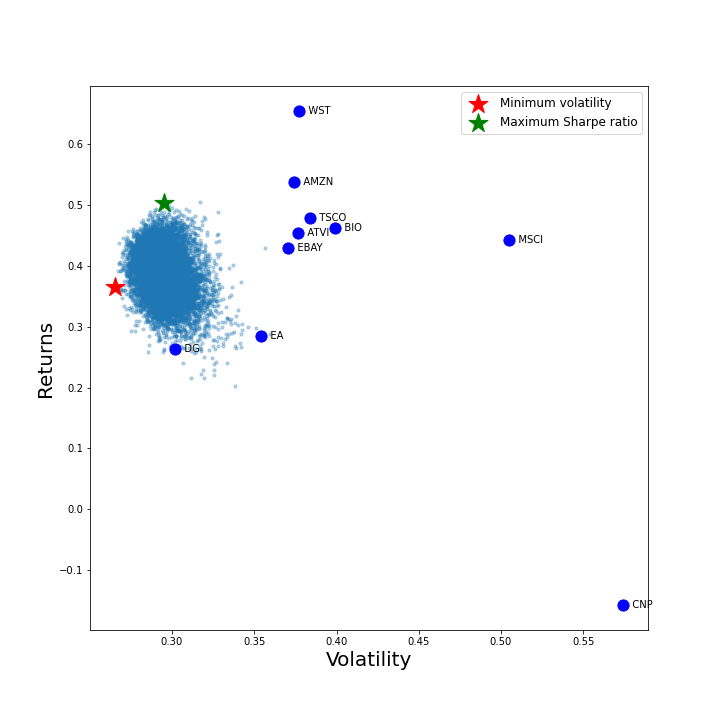 Minimum volatility
Maximum Sharpe ratio
WST
AMZN
TSCO
BIO
ATVI
EBAY
MSCI
EA
DG
CNP
0.6
0.5
0.4
0.3
0.2
0.1
0.0
−0.1
Returns
0.30
0.35
0.40
0.45
0.50
0.55
Volatility